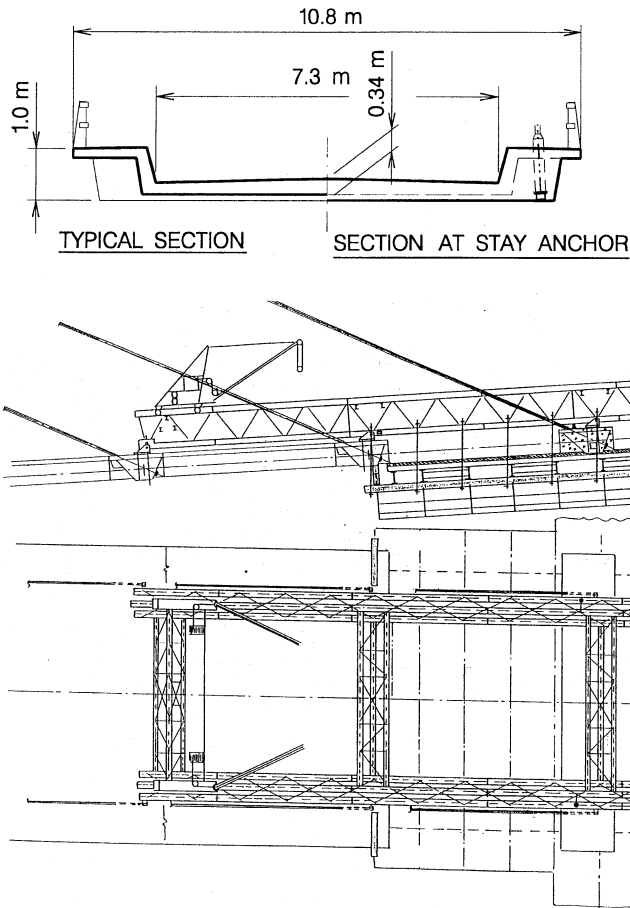 10.8 m
7.3 m
0.34 m
1.0 m
TYPICAL SECTION
SECTION AT STAY ANCHOR